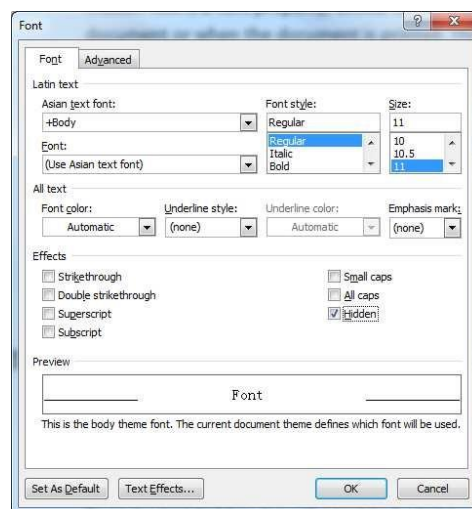 Font
Font Advanced
Latin text
Asian text font: Font style: Size:
+Body Regular 11
Regular 10
Font: Italic 10.5
(Use Asian text font) Bold 11
All text
Font color: Underline style: Underline color: Emphasis mark:
Automatic (none) Automatic (none)
Effects
Strikethrough Small caps
Double strikethrough All caps
Superscript Hidden
Subscript
Preview
Font
This is the body theme font. The current document theme defines which font will be used.
Set As Default Text Effects... OK Cancel